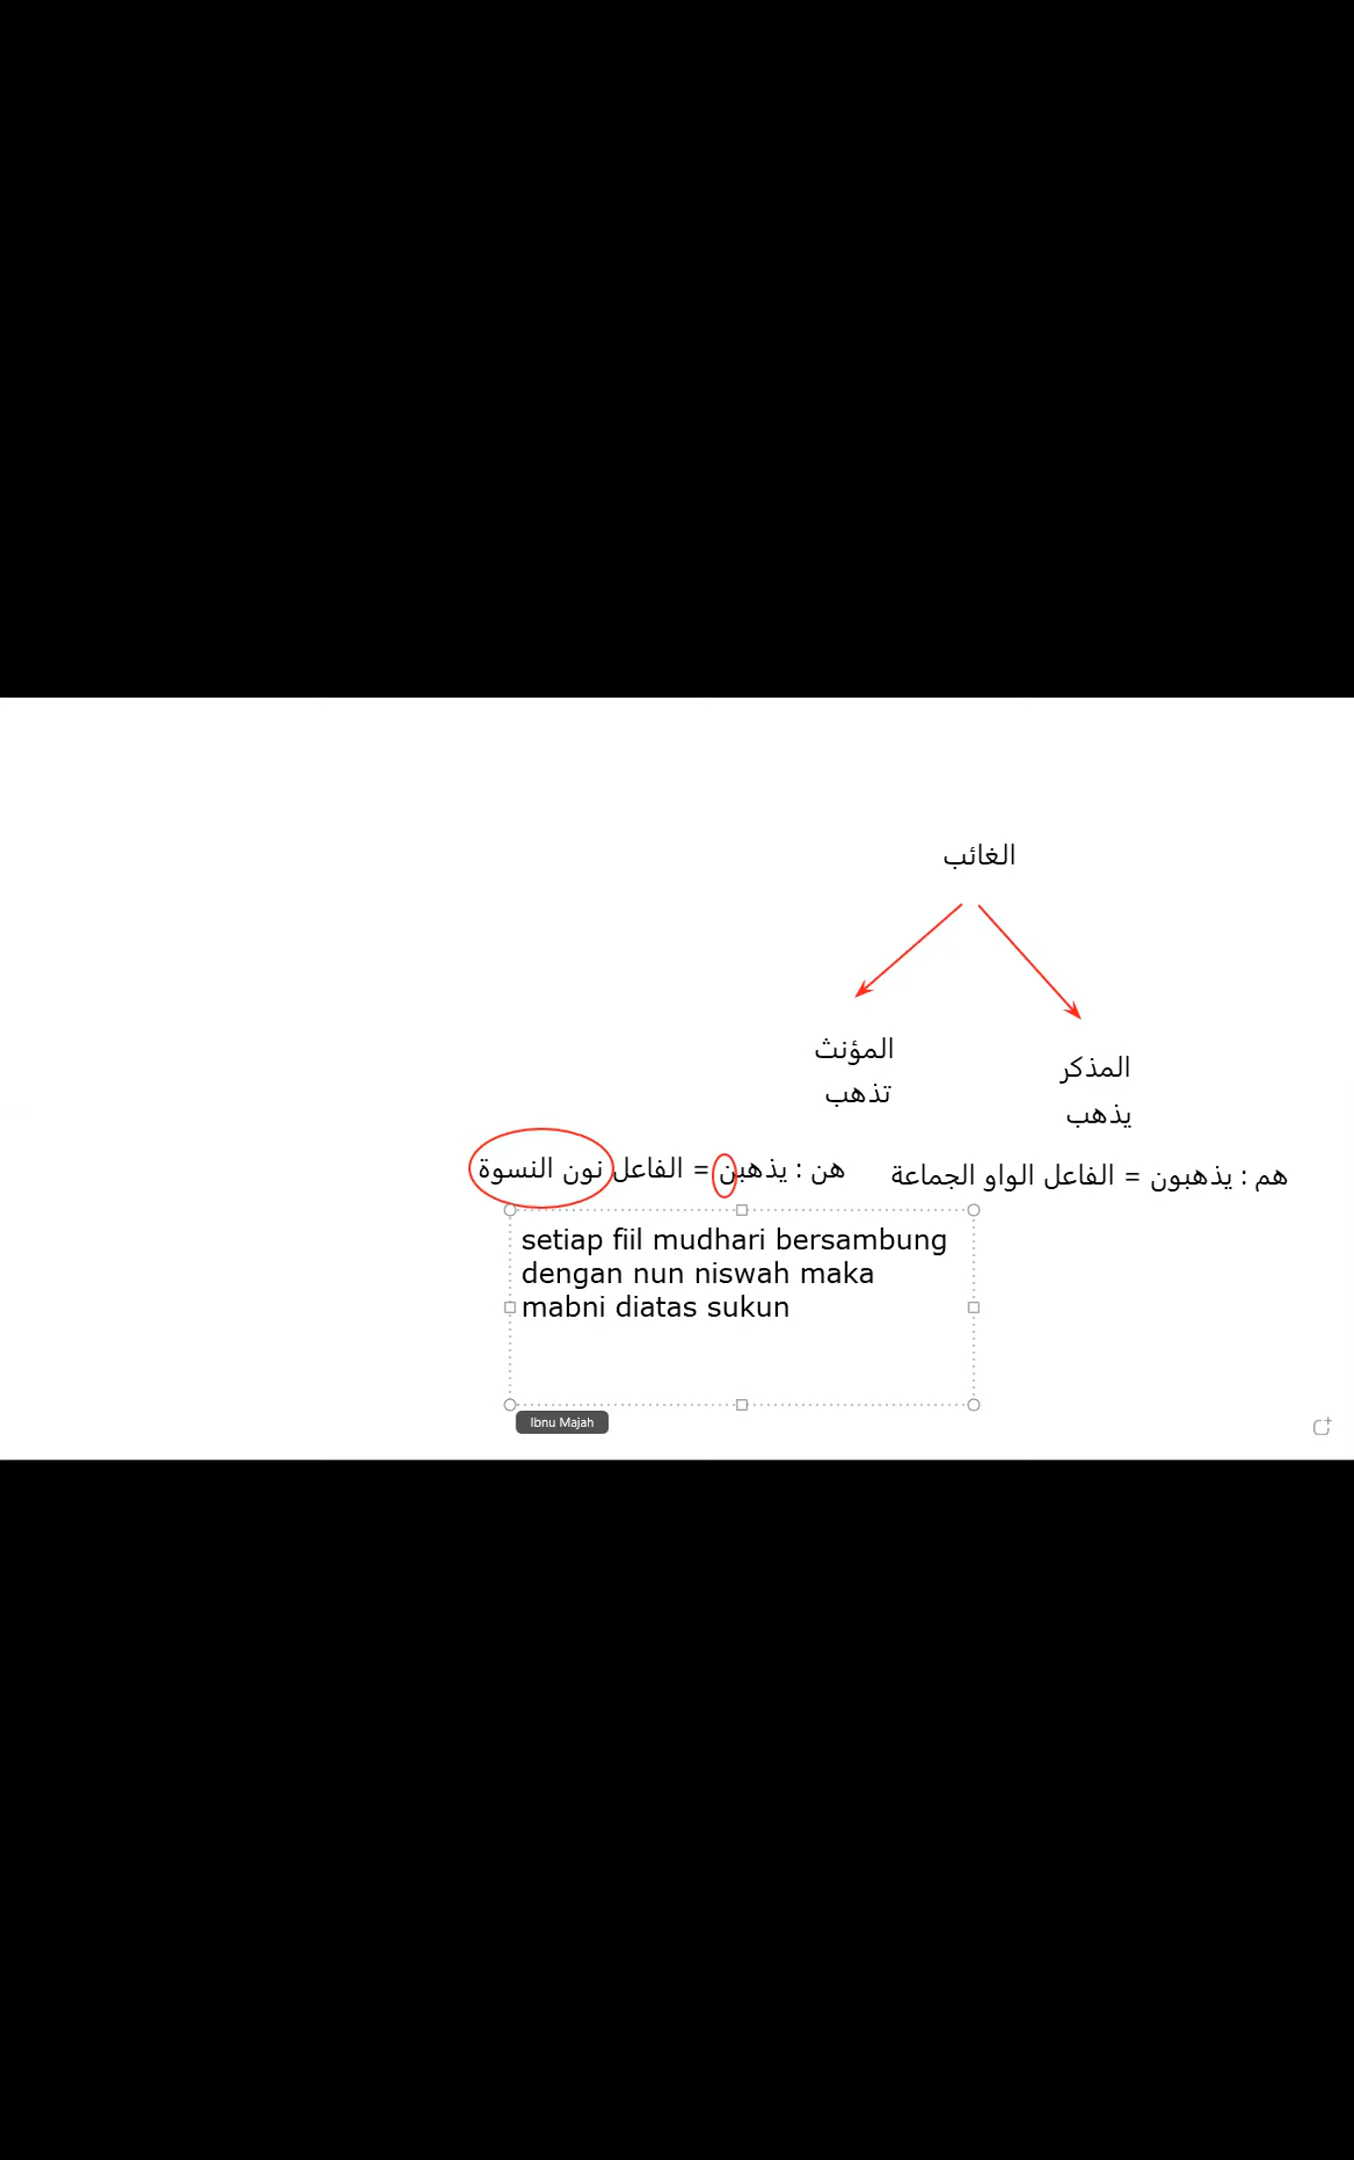 الغائب
المذكر
يذهب
المؤنث
تذهب
هم : يذهبون = الفاعل الواو الجماعة
هن : يذهبن = الفاعل نون النسوة
setiap fiil mudhari bersambung
dengan nun niswah maka
mabni diatas sukun
Ibnu Majah